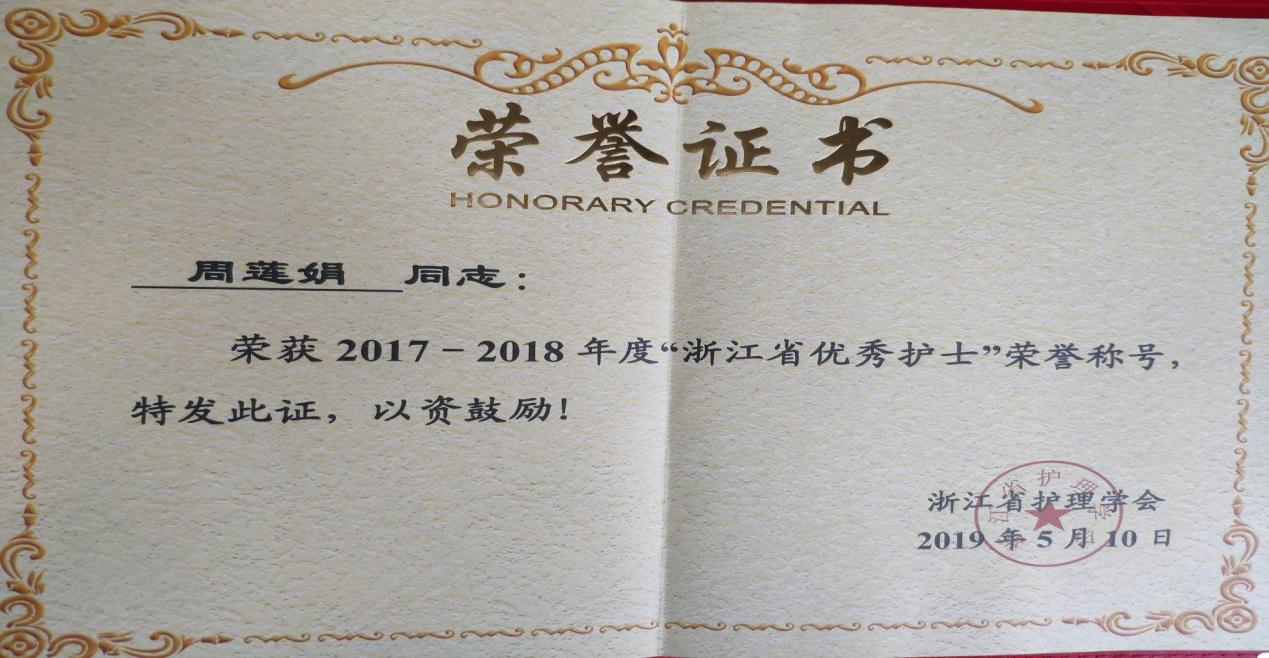 荣誉证书
HONORARY CREDENTIAL
周莲娟 同志：
荣获 2017-2018 年度“浙江省优秀护士”荣誉称号，
特发此证，以资鼓励！
浙江省护理学会
2019 年 5 月 10 日